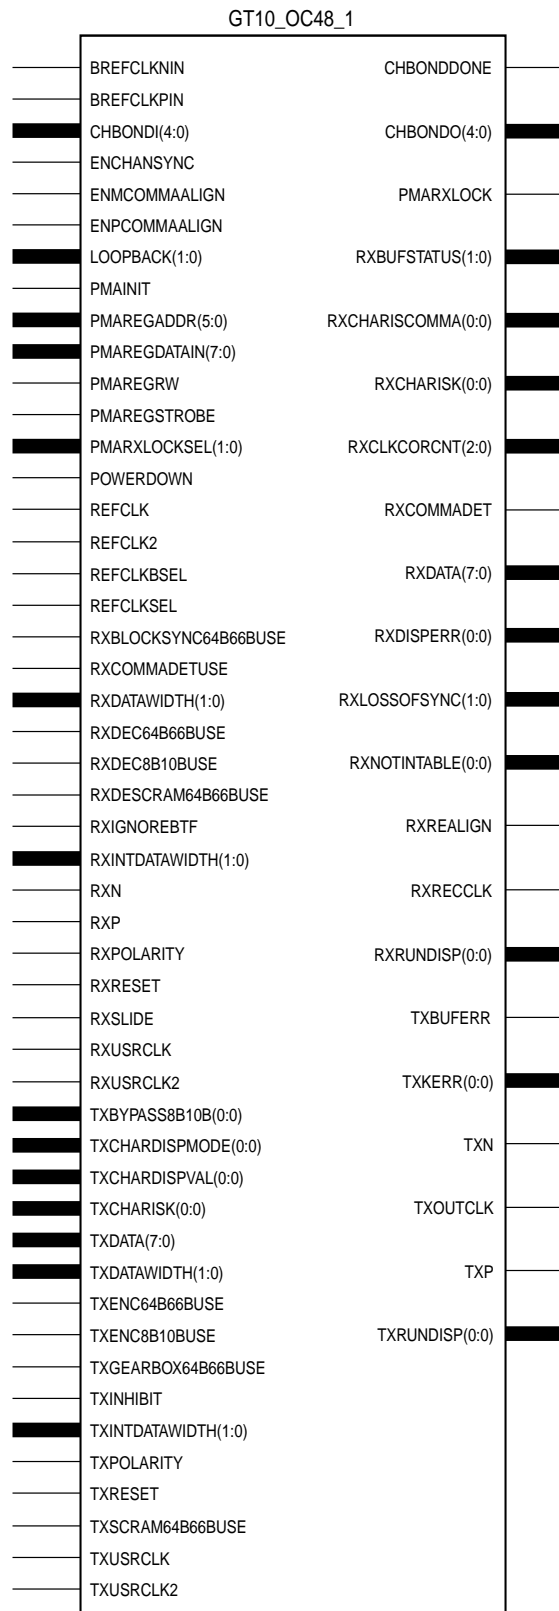 GT10_OC48_1
BREFCLKNIN
BREFCLKPIN
CHBONDI(4:0)
ENCHANSYNC
ENMCOMMAALIGN
ENPCOMMAALIGN
LOOPBACK(1:0)
PMAINIT
PMAREGADDR(5:0)
PMAREGDATAIN(7:0)
PMAREGRW
PMAREGSTROBE
PMARXLOCKSEL(1:0)
POWERDOWN
REFCLK
REFCLK2
REFCLKBSEL
REFCLKSEL
RXBLOCKSYNC64B66BUSE
RXCOMMADETUSE
RXDATAWIDTH(1:0)
RXDEC64B66BUSE
RXDEC8B10BUSE
RXDESCRAM64B66BUSE
RXIGNOREBTF
RXINTDATAWIDTH(1:0)
RXN
RXP
RXPOLARITY
RXRESET
RXSLIDE
RXUSRCLK
RXUSRCLK2
TXBYPASS8B10B(0:0)
TXCHARDISPMODE(0:0)
TXCHARDISPVAL(0:0)
TXCHARISK(0:0)
TXDATA(7:0)
TXDATAWIDTH(1:0)
TXENC64B66BUSE
TXENC8B10BUSE
TXGEARBOX64B66BUSE
TXINHIBIT
TXINTDATAWIDTH(1:0)
TXPOLARITY
TXRESET
TXSCRAM64B66BUSE
TXUSRCLK
TXUSRCLK2
CHBONDDONE
CHBONDO(4:0)
PMARXLOCK
RXBUFSTATUS(1:0)
RXCHARISCOMMA(0:0)
RXCHARISK(0:0)
RXCLKCORCNT(2:0)
RXCOMMADET
RXDATA(7:0)
RXDISPERR(0:0)
RXLOSSOFSYNC(1:0)
RXNOTINTABLE(0:0)
RXREALIGN
RXRECCLK
RXRUNDISP(0:0)
TXBUFERR
TXKERR(0:0)
TXN
TXOUTCLK
TXP
TXRUNDISP(0:0)